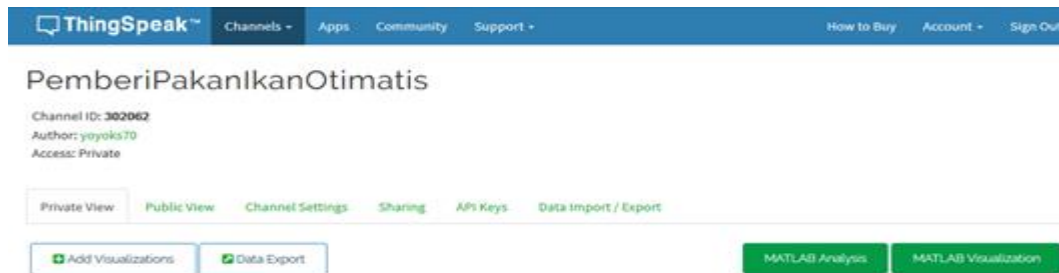 ThingSpeak™ Channels Apps Community Support How to Buy Account Sign Out
PemberiPakanIkanOtimatis
Channel ID: 302062
Author: yoyoks70
Access: Private
Private View Public View Channel Settings Sharing API Keys Data Import / Export
Add Visualizations Data Export MATLAB Analysis MATLAB Visualization